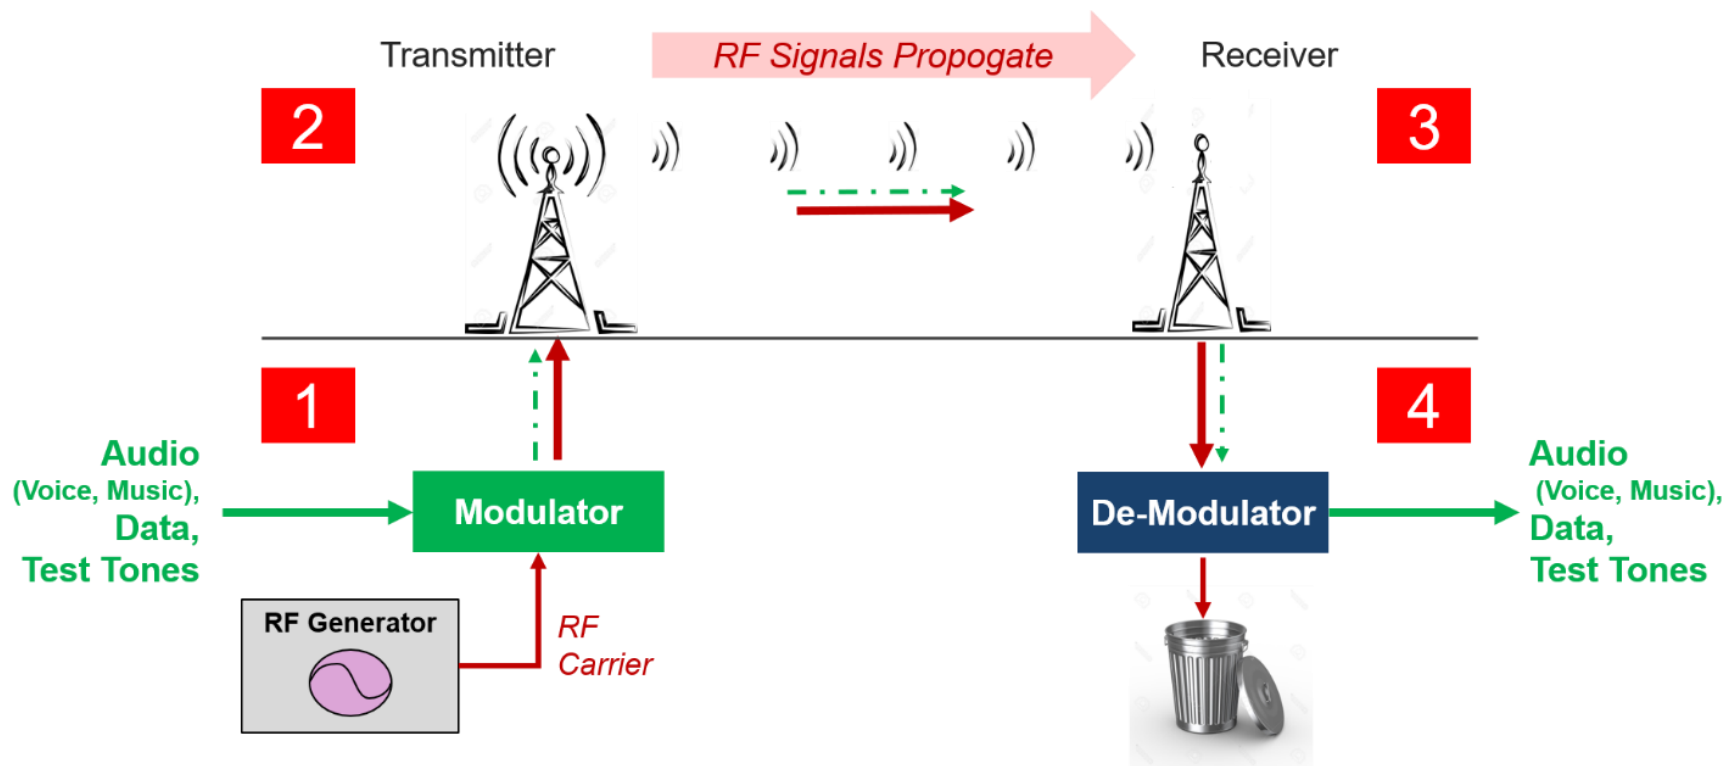 Transmitter
RF Signals Propogate
Receiver
2
3
1
4
Audio
(Voice, Music),
Data,
Test Tones
Modulator
De-Modulator
Audio
(Voice, Music),
Data,
Test Tones
RF Generator
RF
Carrier